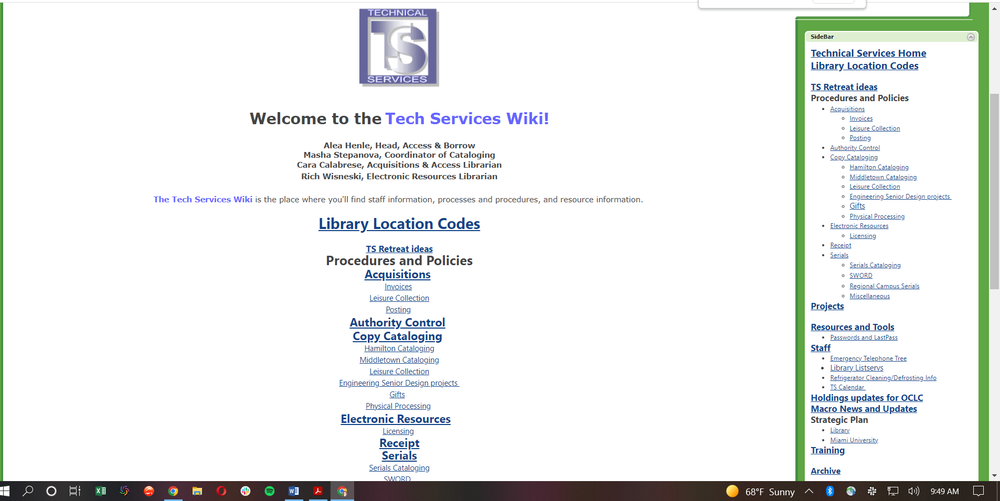 TECHNICAL
TS
SERVICES
Welcome to the Tech Services Wiki!
Alea Henle, Head, Access & Borrow
Masha Stepanova, Coordinator of Cataloging
Cara Calabrese, Acquisitions & Access Librarian
Rich Wisneski, Electronic Resources Librarian
The Tech Services Wiki is the place where you'll find staff information, processes and procedures, and resource information.
Library Location Codes
TS Retreat ideas
Procedures and Policies
Acquisitions
Invoices
Leisure Collection
Posting
Authority Control
Copy Cataloging
Hamilton Cataloging
Middletown Cataloging
Leisure Collection
Engineering Senior Design projects
Gifts
Physical Processing
Electronic Resources
Licensing
Receipt
Serials
Serials Cataloging
SWORD
SideBar
Technical Services Home
Library Location Codes
TS Retreat ideas
Procedures and Policies
Acquisitions
Invoices
Leisure Collection
Posting
Authority Control
Copy Cataloging
Hamilton Cataloging
Middletown Cataloging
Leisure Collection
Engineering Senior Design projects
Gifts
Physical Processing
Electronic Resources
Licensing
Receipt
Serials
Serials Cataloging
SWORD
Regional Campus Serials
Miscellaneous
Projects
Resources and Tools
Passwords and LastPass
Staff
Emergency Telephone Tree
Library Listservs
Refrigerator Cleaning/Defrosting Info
TS Calendar
Holdings updates for OCLC
Macro News and Updates
Strategic Plan
Library
Miami University
Training
Archive
68°F Sunny
9:49 AM